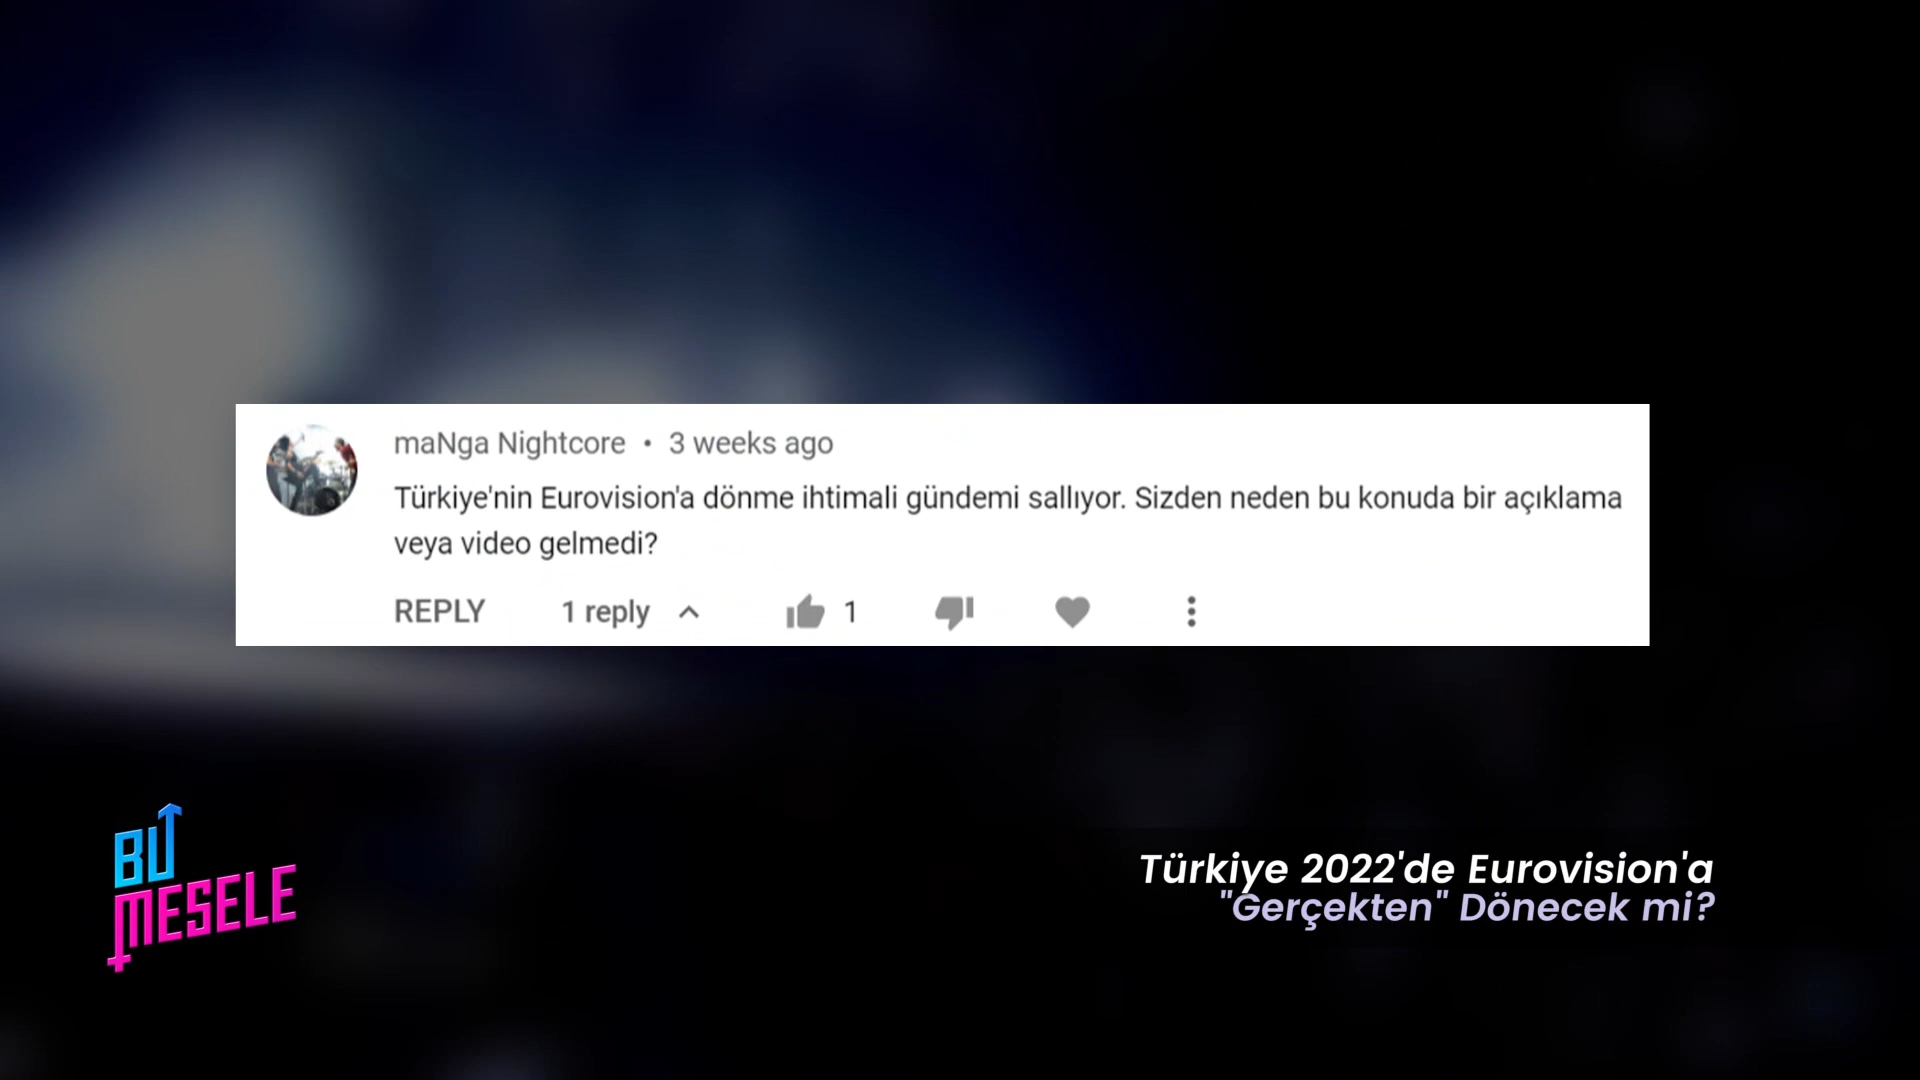 maNga Nightcore • 3 weeks ago
Türkiye'nin Eurovision'a dönme ihtimali gündemi sallıyor. Sizden neden bu konuda bir açıklama
veya video gelmedi?
REPLY 1 reply 1
BU
MESELE
Türkiye 2022'de Eurovision'a
"Gerçekten" Dönecek mi?